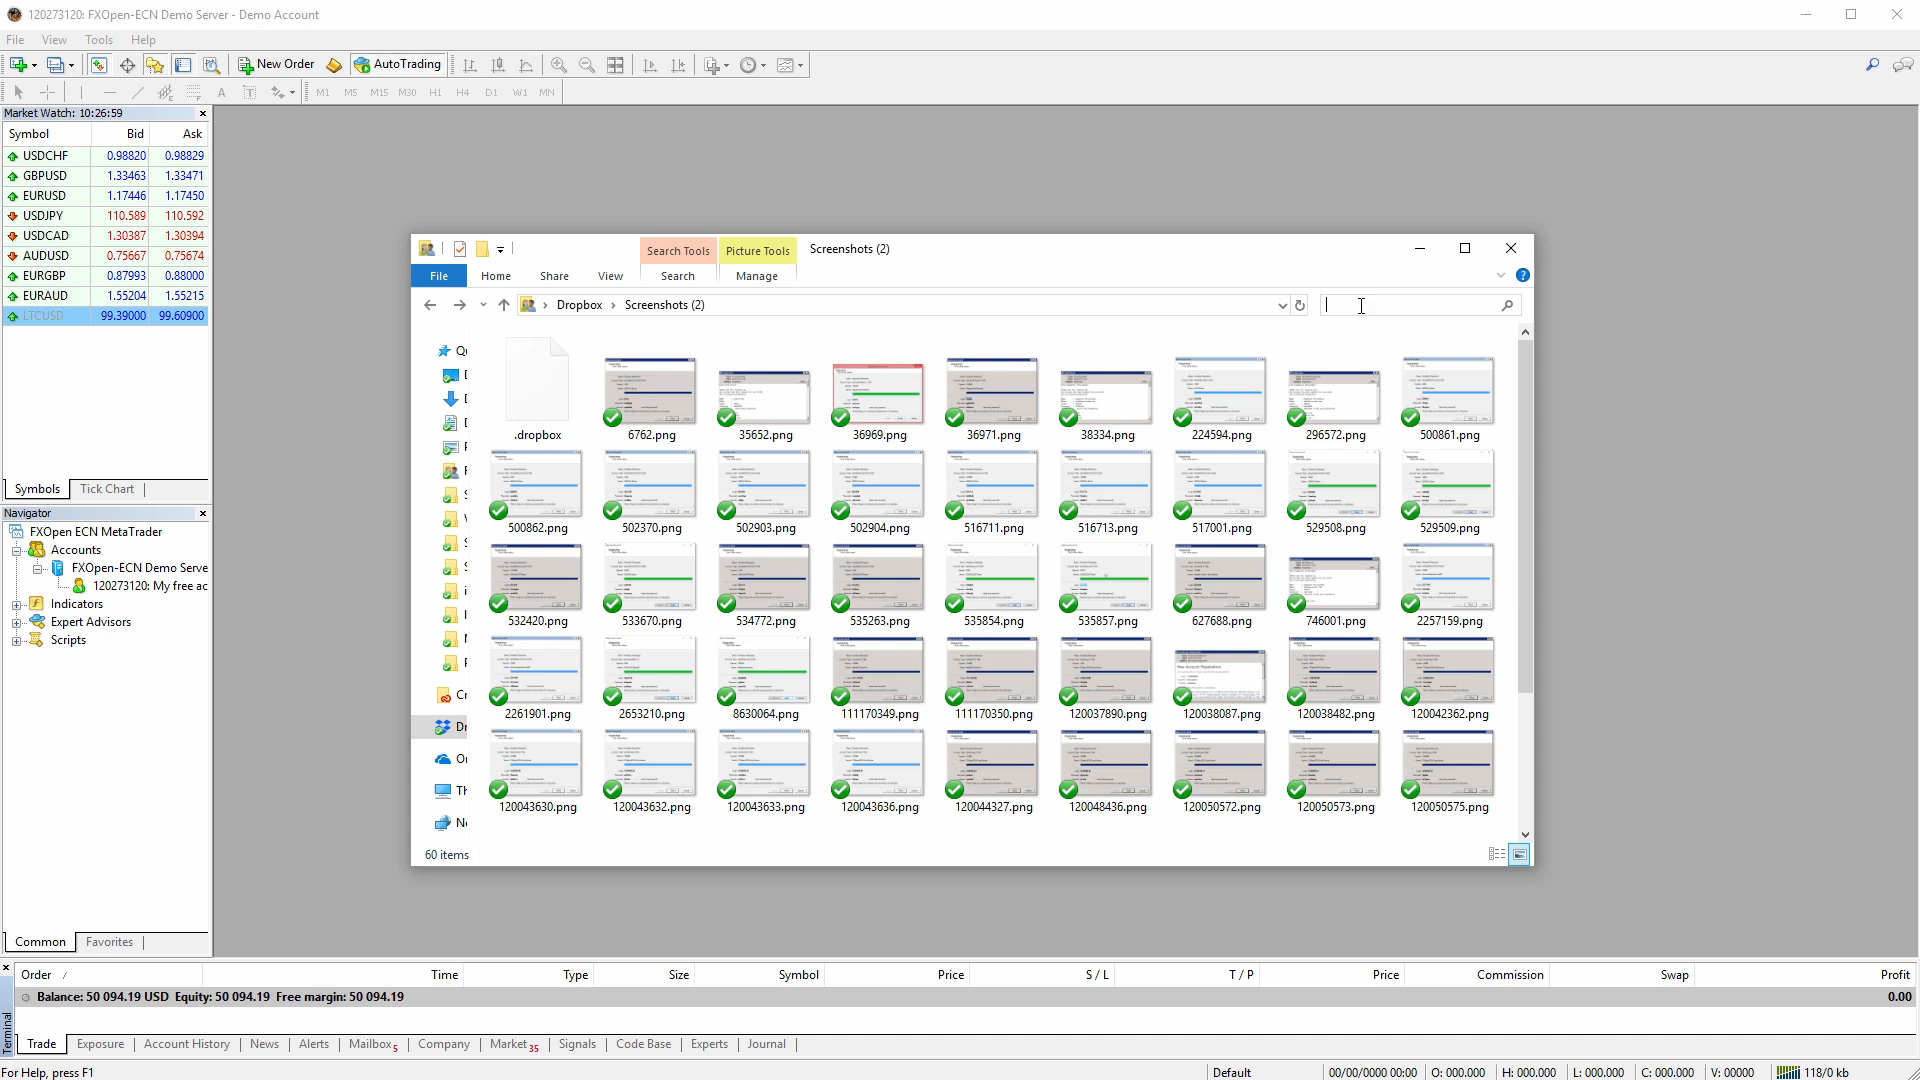 120273120: FXOpen-ECN Demo Server - Demo Account
File View Tools Help
New Order AutoTrading
A T M1 M5 M15 M30 H1 H4 D1 W1 MN
Market Watch: 10:26:59
Symbol Bid Ask
USDCHF 0.98820 0.98829
GBPUSD 1.33463 1.33471
EURUSD 1.17446 1.17450
USDJPY 110.589 110.592
USDCAD 1.30387 1.30394
AUDUSD 0.75667 0.75674
EURGBP 0.87993 0.88000
EURAUD 1.55204 1.55215
LTCUSD 99.39000 99.60900
Symbols Tick Chart
Navigator
FXOpen ECN MetaTrader
Accounts
FXOpen-ECN Demo Serve
120273120: My free ac
Indicators
Expert Advisors
Scripts
Common Favorites
Search Tools Picture Tools Screenshots (2)
File Home Share View Search Manage
Dropbox Screenshots (2)
.dropbox 6762.png 35652.png 36969.png 36971.png 38334.png 224594.png 296572.png 500861.png
500862.png 502370.png 502903.png 502904.png 516711.png 516713.png 517001.png 529508.png 529509.png
532420.png 533670.png 534772.png 535263.png 535854.png 535857.png 627688.png 746001.png 2257159.png
2261901.png 2653210.png 8630064.png 111170349.png 111170350.png 120037890.png 120038087.png 120038482.png 120042362.png
120043630.png 120043632.png 120043633.png 120043636.png 120044327.png 120048436.png 120050572.png 120050573.png 120050575.png
60 items
Order / Time Type Size Symbol Price S / L T / P Price Commission Swap Profit
Balance: 50 094.19 USD Equity: 50 094.19 Free margin: 50 094.19 0.00
Terminal
Trade Exposure Account History News Alerts Mailbox 5 Company Market 35 Signals Code Base Experts Journal
For Help, press F1 Default 00/00/0000 00:00 O: 000.000 H: 000.000 L: 000.000 C: 000.000 V: 00000 118/0 kb